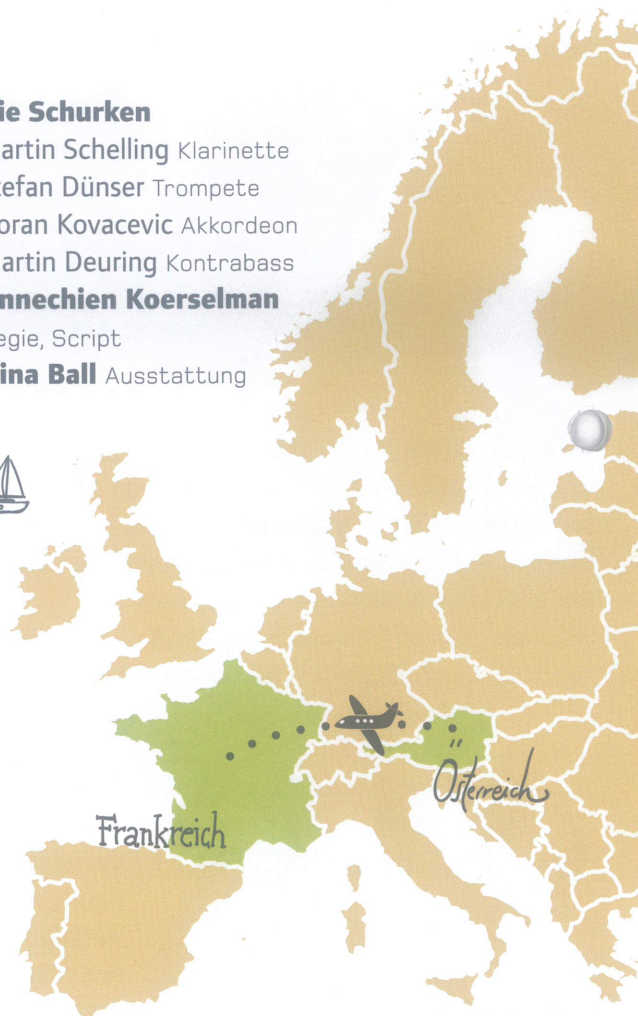 ie Schurken
artin Schelling Klarinette
efan Dünser Trompete
oran Kovacevic Akkordeon
artin Deuring Kontrabass
nnechien Koerselman
egie, Script
ina Ball Ausstattung
Österreich
Frankreich